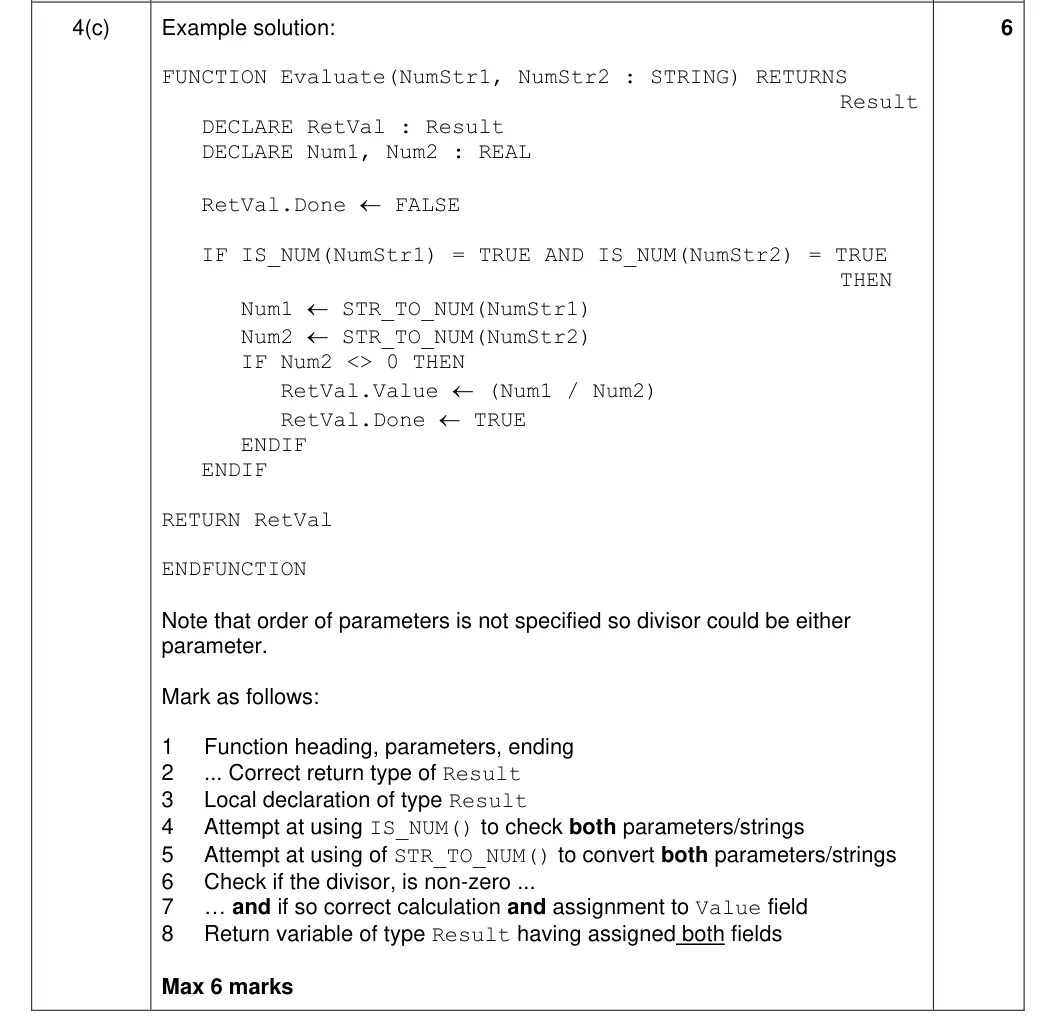 4(c) Example solution: 6
FUNCTION Evaluate(NumStr1, NumStr2 : STRING) RETURNS
Result
DECLARE RetVal : Result
DECLARE Num1, Num2 : REAL
RetVal.Done ← FALSE
IF IS_NUM(NumStr1) = TRUE AND IS_NUM(NumStr2) = TRUE
THEN
Num1 ← STR_TO_NUM(NumStr1)
Num2 ← STR_TO_NUM(NumStr2)
IF Num2 <> 0 THEN
RetVal.Value ← (Num1 / Num2)
RetVal.Done ← TRUE
ENDIF
ENDIF
RETURN RetVal
ENDFUNCTION
Note that order of parameters is not specified so divisor could be either
parameter.
Mark as follows:
1 Function heading, parameters, ending
2 ... Correct return type of Result
3 Local declaration of type Result
4 Attempt at using IS_NUM() to check both parameters/strings
5 Attempt at using of STR_TO_NUM() to convert both parameters/strings
6 Check if the divisor, is non-zero ...
7 … and if so correct calculation and assignment to Value field
8 Return variable of type Result having assigned both fields
Max 6 marks